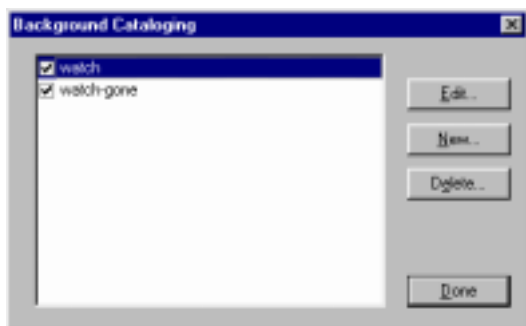 Background Cataloging
watch
watch-gone
Edit...
New...
Delete...
Done